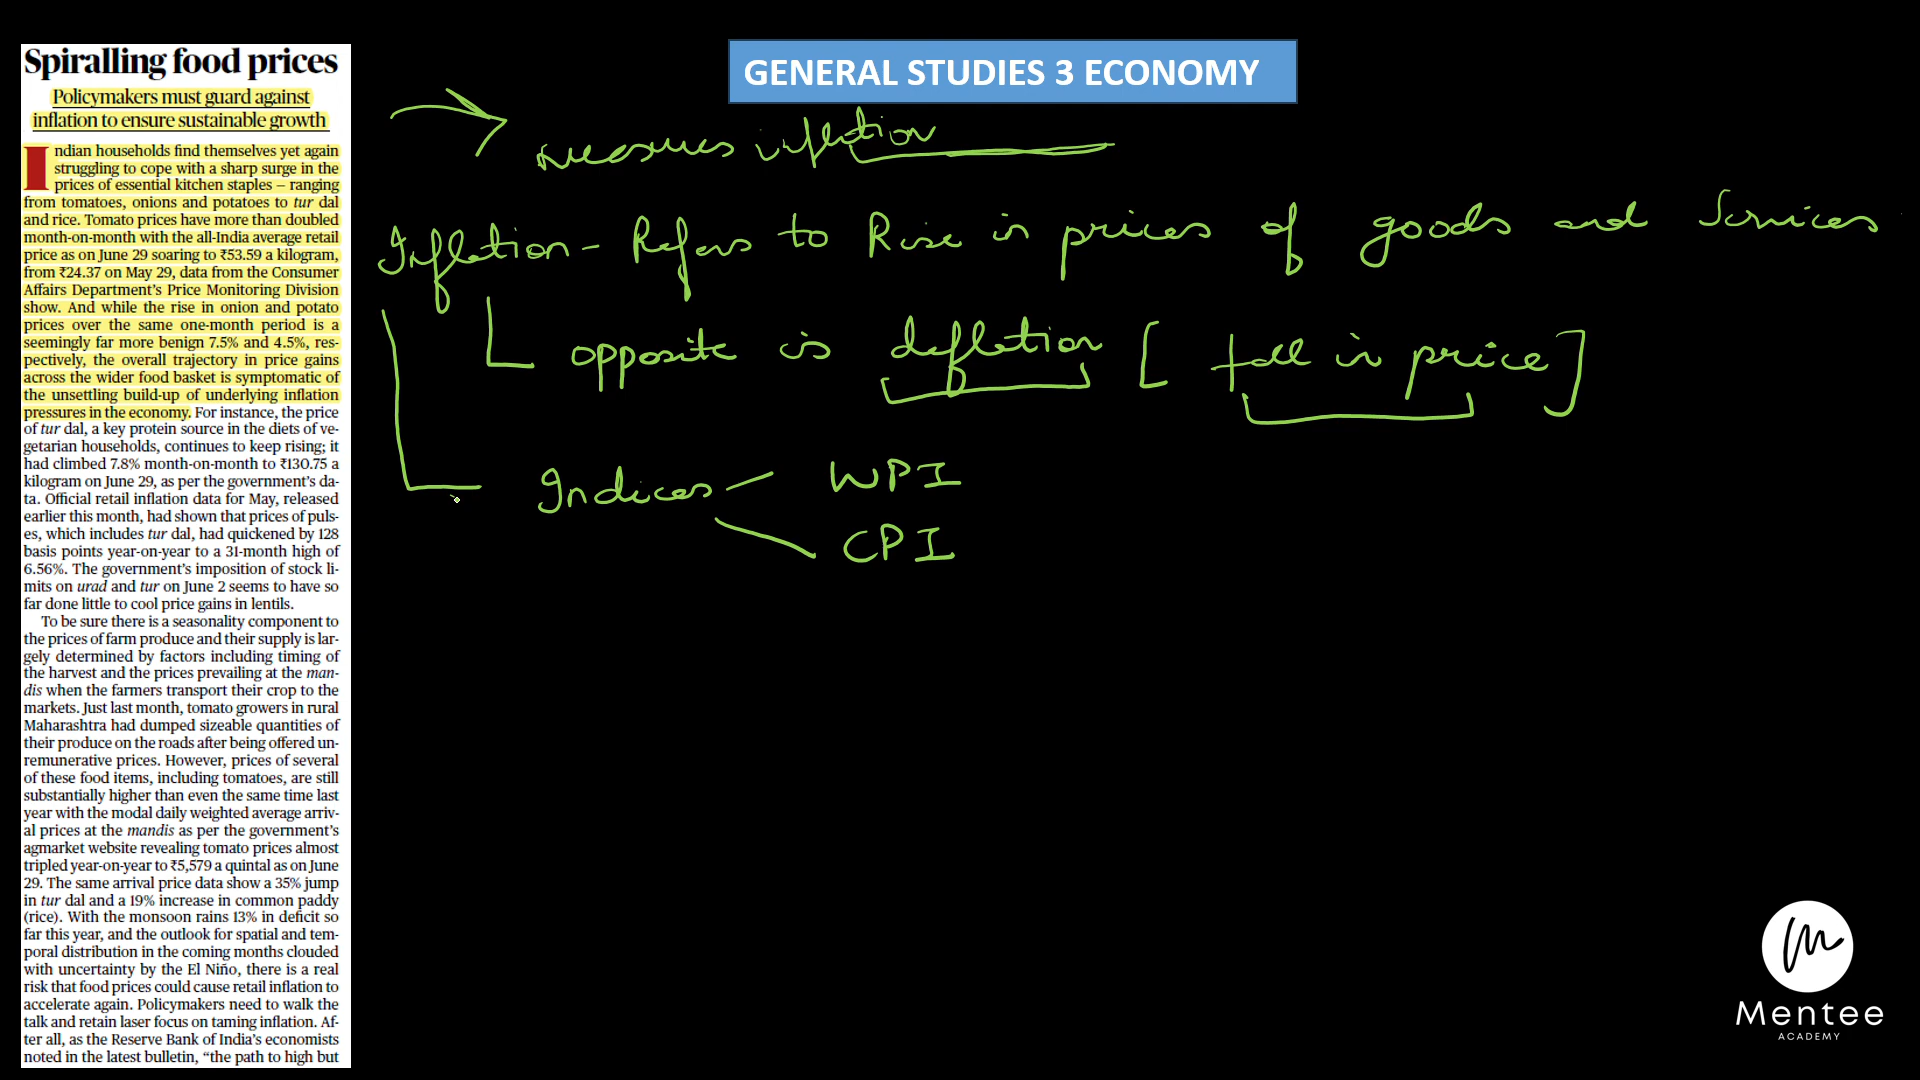 Spiralling food prices
Policymakers must guard against
inflation to ensure sustainable growth
Indian households find themselves yet again
struggling to cope with a sharp surge in the
prices of essential kitchen staples – ranging
from tomatoes, onions and potatoes to tur dal
and rice. Tomato prices have more than doubled
month-on-month with the all-India average retail
price as on June 29 soaring to ₹53.59 a kilogram,
from ₹24.37 on May 29, data from the Consumer
Affairs Department's Price Monitoring Division
show. And while the rise in onion and potato
prices over the same one-month period is a
seemingly far more benign 7.5% and 4.5%, res-
pectively, the overall trajectory in price gains
across the wider food basket is symptomatic of
the unsettling build-up of underlying inflation
pressures in the economy. For instance, the price
of tur dal, a key protein source in the diets of ve-
getarian households, continues to keep rising; it
had climbed 7.8% month-on-month to ₹130.75 a
kilogram on June 29, as per the government's da-
ta. Official retail inflation data for May, released
earlier this month, had shown that prices of puls-
es, which includes tur dal, had quickened by 128
basis points year-on-year to a 31-month high of
6.56%. The government's imposition of stock li-
mits on urad and tur on June 2 seems to have so
far done little to cool price gains in lentils.
To be sure there is a seasonality component to
the prices of farm produce and their supply is lar-
gely determined by factors including timing of
the harvest and the prices prevailing at the man-
dis when the farmers transport their crop to the
markets. Just last month, tomato growers in rural
Maharashtra had dumped sizeable quantities of
their produce on the roads after being offered un-
remunerative prices. However, prices of several
of these food items, including tomatoes, are still
substantially higher than even the same time last
year with the modal daily weighted average arriv-
al prices at the mandis as per the government's
agmarket website revealing tomato prices almost
tripled year-on-year to ₹5,579 a quintal as on June
29. The same arrival price data show a 35% jump
in tur dal and a 19% increase in common paddy
(rice). With the monsoon rains 13% in deficit so
far this year, and the outlook for spatial and tem-
poral distribution in the coming months clouded
with uncertainty by the El Niño, there is a real
risk that food prices could cause retail inflation to
accelerate again. Policymakers need to walk the
talk and retain laser focus on taming inflation. Af-
ter all, as the Reserve Bank of India's economists
noted in the latest bulletin, "the path to high but
GENERAL STUDIES 3 ECONOMY
measures inflation
Inflation - Refers to Rise in prices of goods and Services
opposite is deflation [ fall in price ]
Indices WPI
CPI
Mentee
ACADEMY